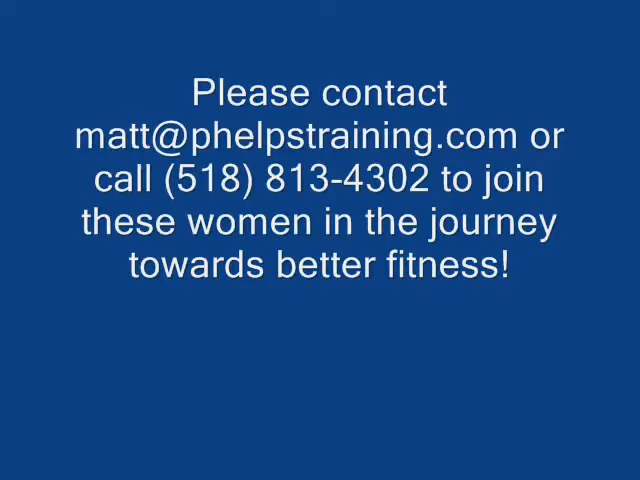 Please contact
matt@phelpstraining.com or
call (518) 813-4302 to join
these women in the journey
towards better fitness!